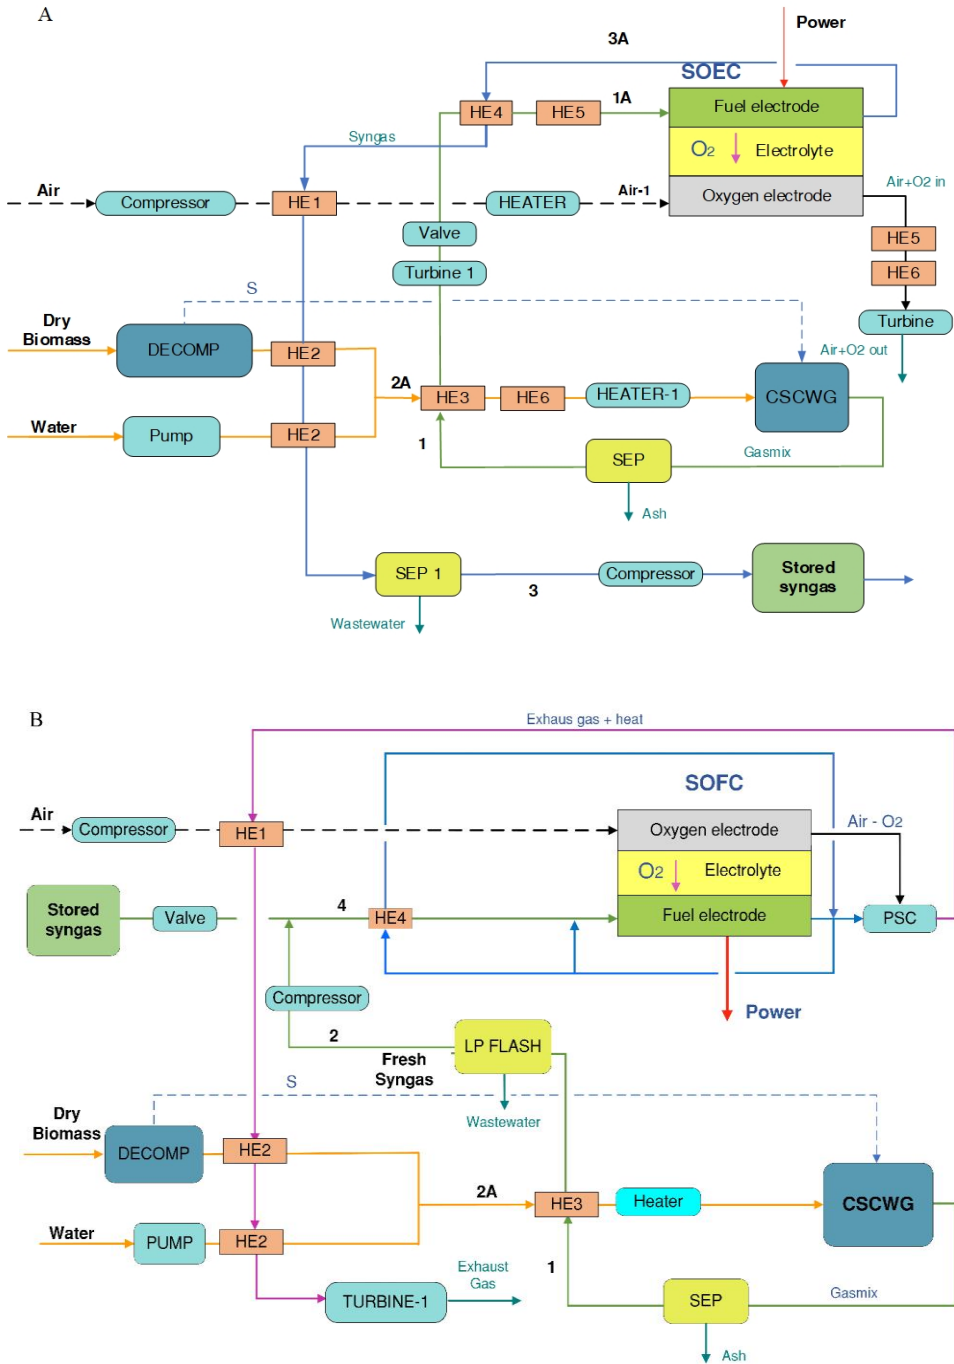 A
3A
Power
SOEC
HE4
HE5
1A
Fuel electrode
Syngas
O2
Electrolyte
Air
Compressor
HE1
HEATER
Air-1
Oxygen electrode
Air+O2 in
Valve
HE5
Turbine 1
HE6
S
Dry
Biomass
DECOMP
HE2
Turbine
Air+O2 out
2A
HE3
HE6
HEATER-1
CSCWG
Water
Pump
HE2
1
SEP
Gasmix
Ash
SEP 1
3
Compressor
Stored
syngas
Wastewater
B
Exhaus gas + heat
SOFC
Air
Compressor
HE1
Oxygen electrode
Air - O2
O2
Electrolyte
Stored
syngas
Valve
4
HE4
Fuel electrode
PSC
Compressor
Power
2
LP FLASH
Fresh
Syngas
S
Wastewater
Dry
Biomass
DECOMP
HE2
2A
HE3
Heater
CSCWG
Water
PUMP
HE2
1
Exhaust
Gas
TURBINE-1
SEP
Gasmix
Ash